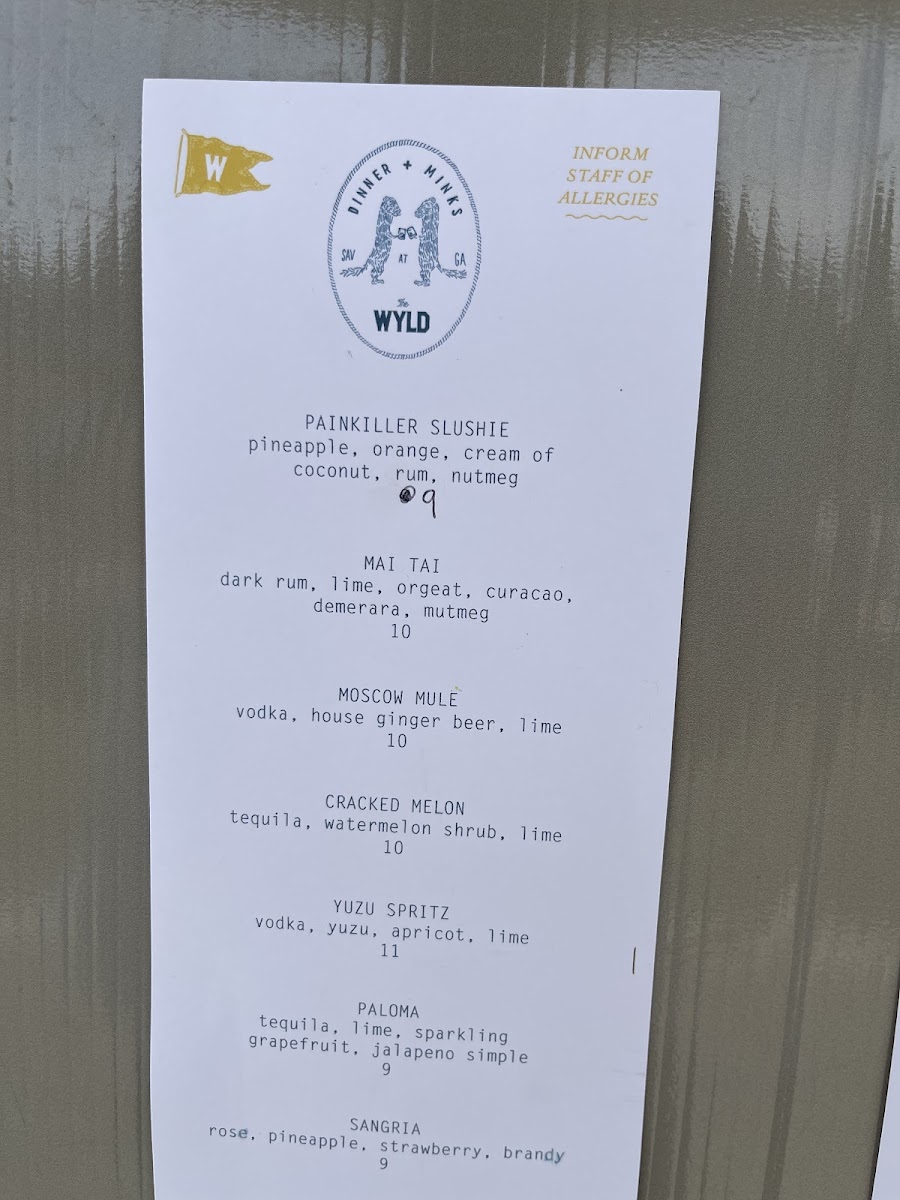 W
DINNER + MINKS
SAV AT GA
The
WYLD
INFORM
STAFF OF
ALLERGIES
PAINKILLER SLUSHIE
pineapple, orange, cream of
coconut, rum, nutmeg
9
MAI TAI
dark rum, lime, orgeat, curacao,
demerara, mutmeg
10
MOSCOW MULE
vodka, house ginger beer, lime
10
CRACKED MELON
tequila, watermelon shrub, lime
10
YUZU SPRITZ
vodka, yuzu, apricot, lime
11
PALOMA
tequila, lime, sparkling
grapefruit, jalapeno simple
9
SANGRIA
rose, pineapple, strawberry, brandy
9